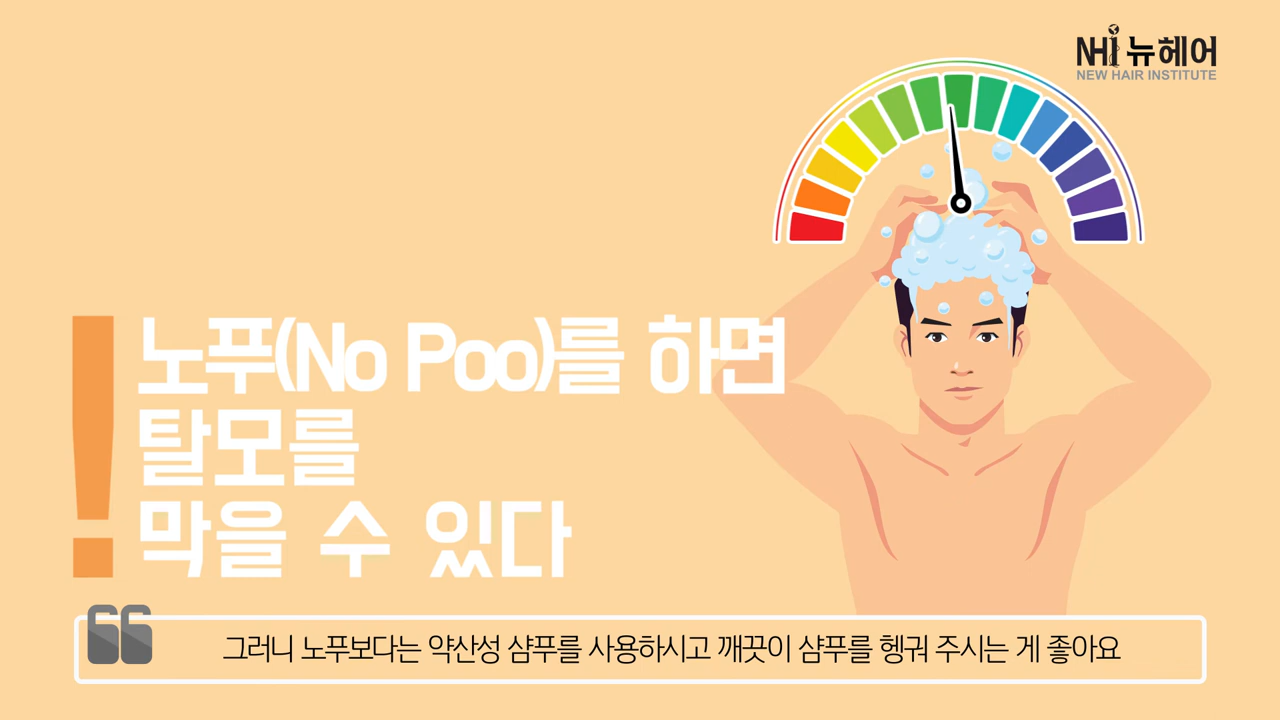 NHI 뉴헤어
NEW HAIR INSTITUTE
노푸(No Poo)를 하면
탈모를
막을 수 있다
그러니 노푸보다는 약산성 샴푸를 사용하시고 깨끗이 샴푸를 헹궈 주시는 게 좋아요